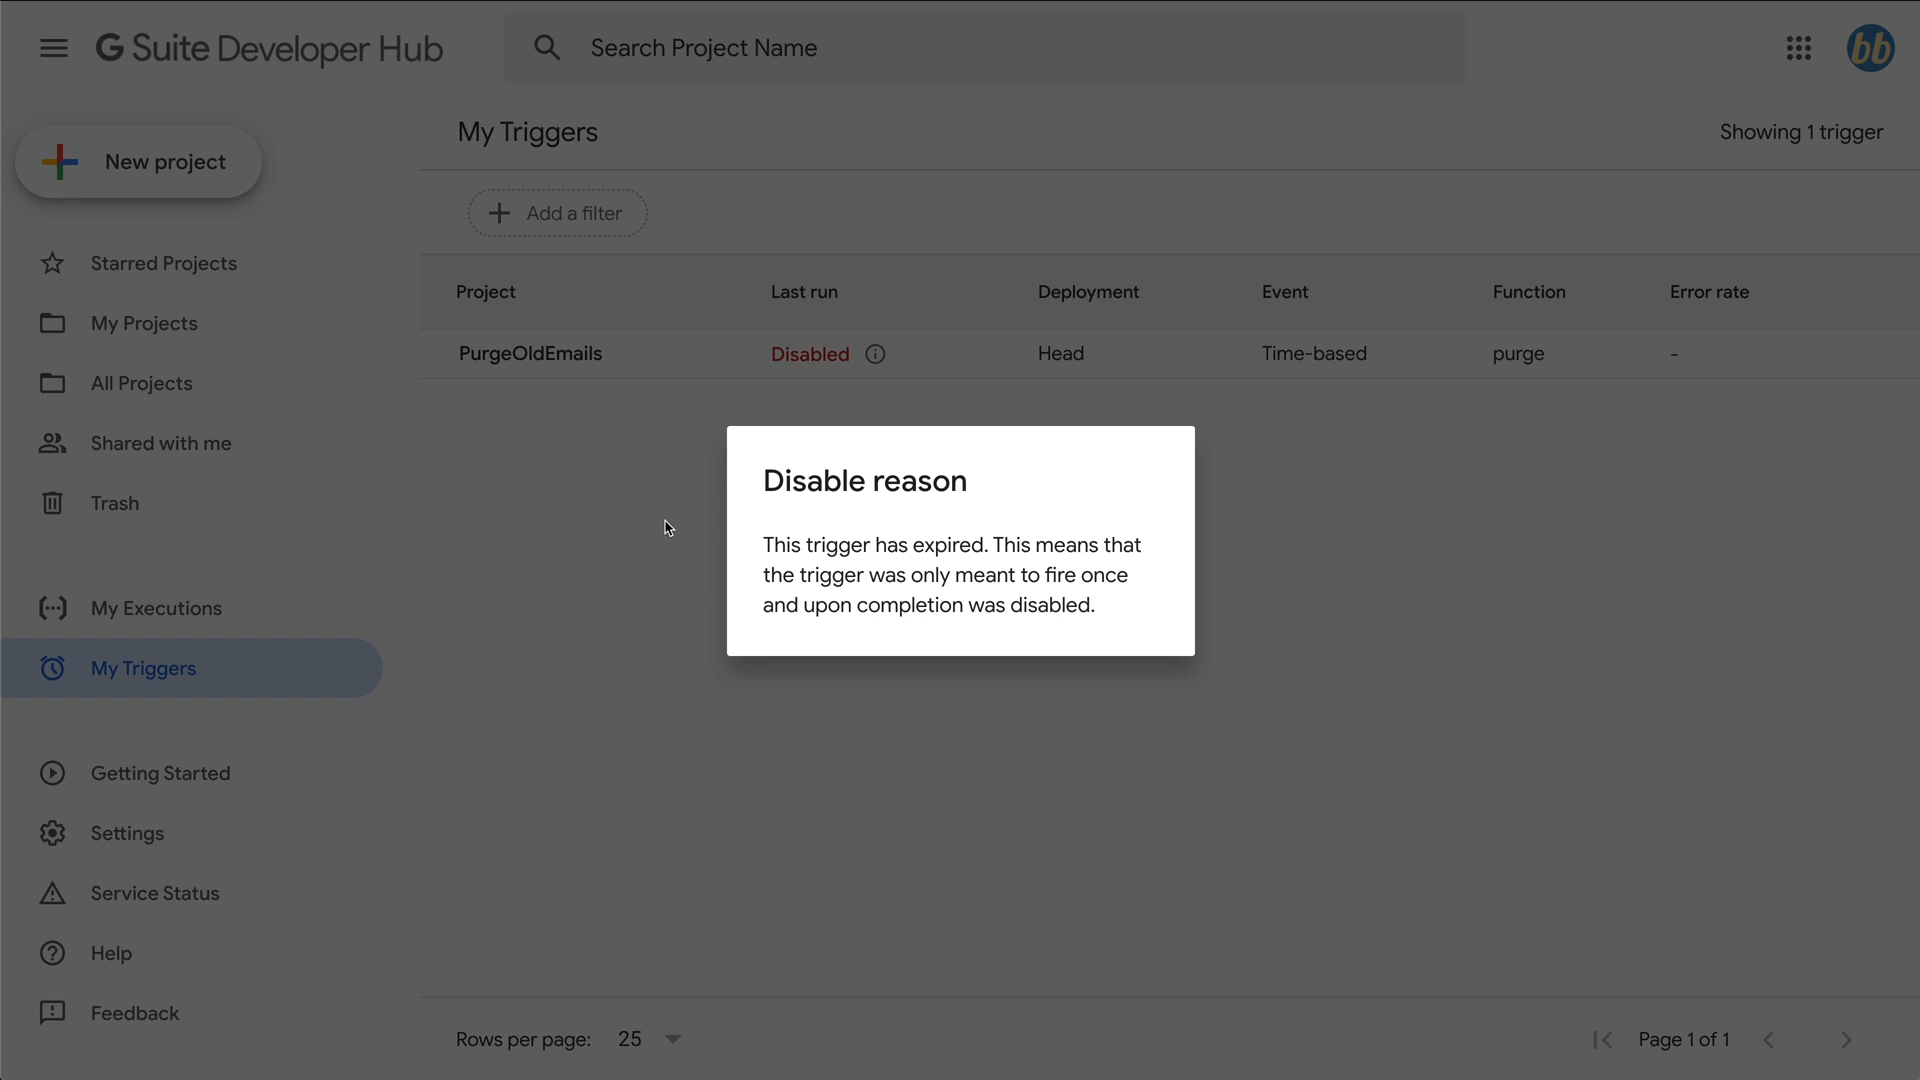 G Suite Developer Hub
Search Project Name
bb
New project
My Triggers
Showing 1 trigger
Add a filter
Starred Projects
My Projects
All Projects
Shared with me
Trash
My Executions
My Triggers
Getting Started
Settings
Service Status
Help
Feedback
Project Last run Deployment Event Function Error rate
PurgeOldEmails Disabled Head Time-based purge -
Disable reason
This trigger has expired. This means that
the trigger was only meant to fire once
and upon completion was disabled.
Rows per page: 25
Page 1 of 1